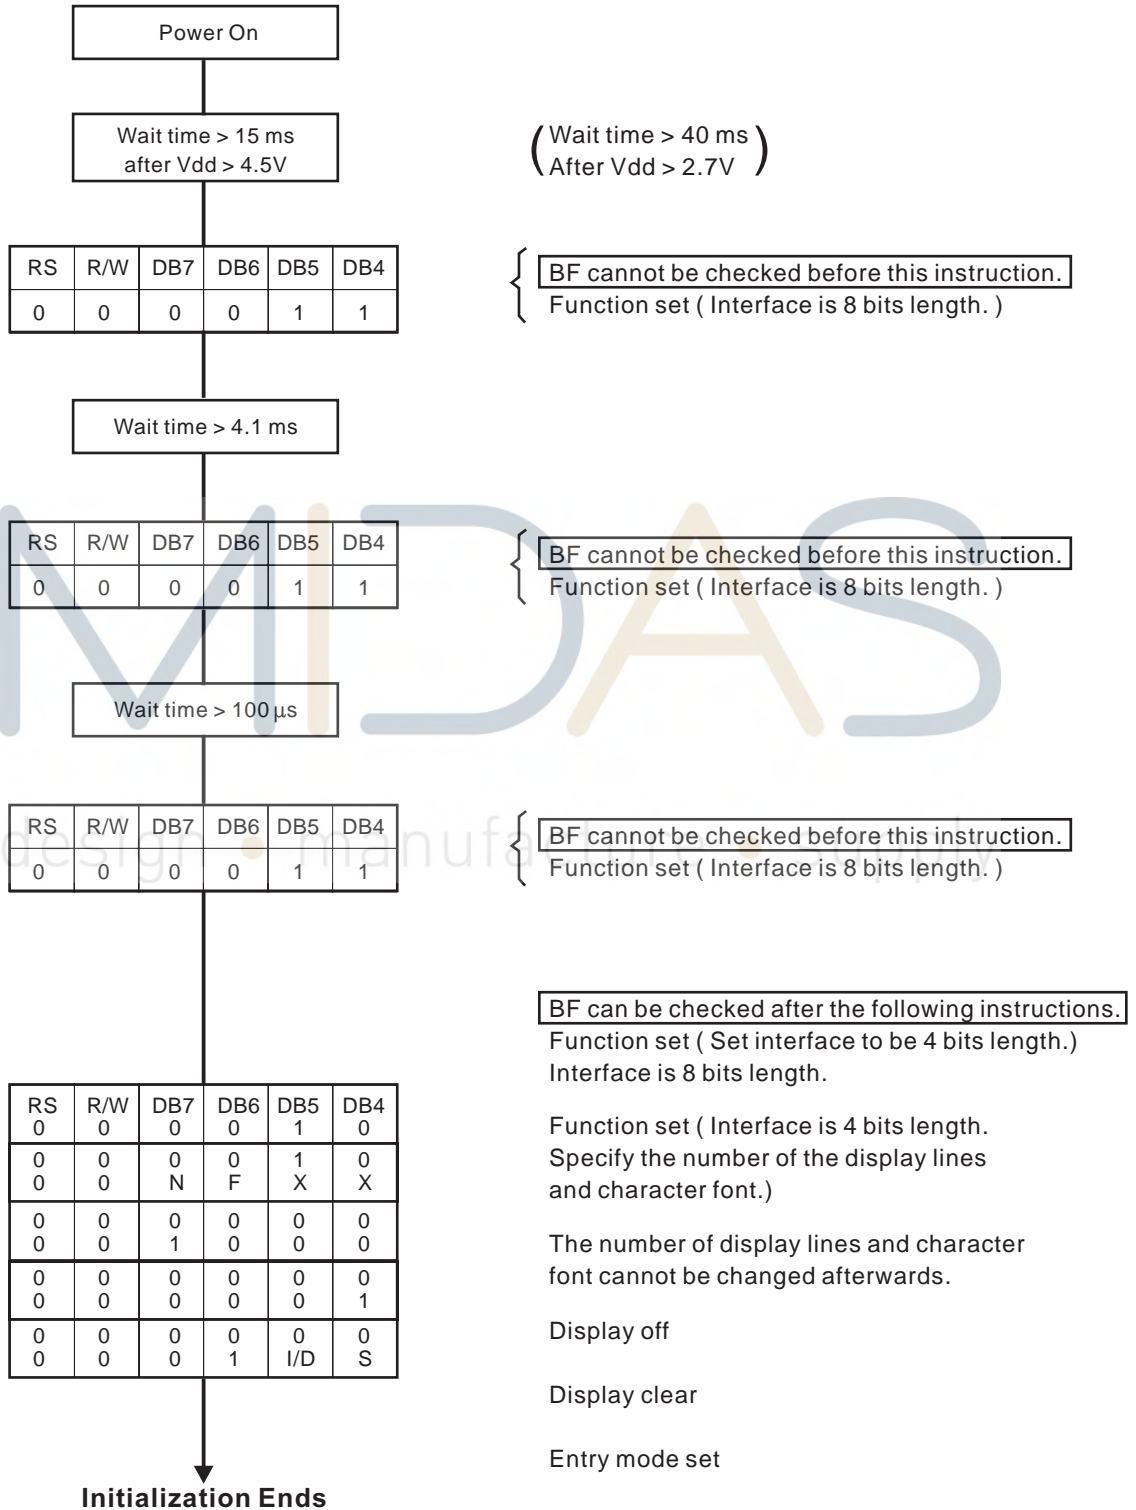 Power On
Wait time > 15 ms
after Vdd > 4.5V
(Wait time > 40 ms
After Vdd > 2.7V)
RS R/W DB7 DB6 DB5 DB4
0 0 0 0 1 1
BF cannot be checked before this instruction.
Function set ( Interface is 8 bits length. )
Wait time > 4.1 ms
MIDAS
RS R/W DB7 DB6 DB5 DB4
0 0 0 0 1 1
BF cannot be checked before this instruction.
Function set ( Interface is 8 bits length. )
Wait time > 100 µs
design • manufacture • supply
RS R/W DB7 DB6 DB5 DB4
0 0 0 0 1 1
BF cannot be checked before this instruction.
Function set ( Interface is 8 bits length. )
BF can be checked after the following instructions.
Function set ( Set interface to be 4 bits length.)
Interface is 8 bits length.
RS R/W DB7 DB6 DB5 DB4
0 0 0 0 1 0
0 0 0 0 1 0
0 0 N F X X
0 0 0 0 0 0
0 0 1 0 0 0
0 0 0 0 0 0
0 0 0 0 0 1
0 0 0 0 0 0
0 0 0 1 I/D S
Function set ( Interface is 4 bits length.
Specify the number of the display lines
and character font.)
The number of display lines and character
font cannot be changed afterwards.
Display off
Display clear
Entry mode set
Initialization Ends